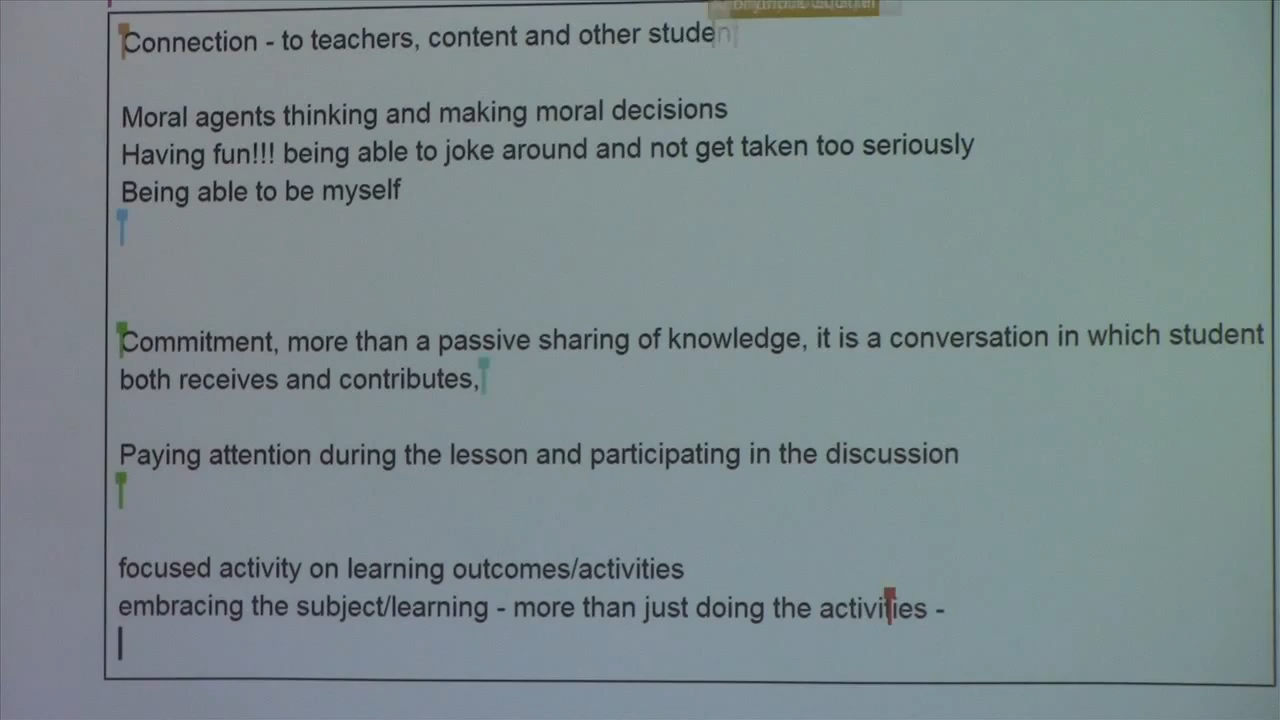 Connection - to teachers, content and other studen
Moral agents thinking and making moral decisions
Having fun!!! being able to joke around and not get taken too seriously
Being able to be myself
Commitment, more than a passive sharing of knowledge, it is a conversation in which student
both receives and contributes,
Paying attention during the lesson and participating in the discussion
focused activity on learning outcomes/activities
embracing the subject/learning - more than just doing the activities -